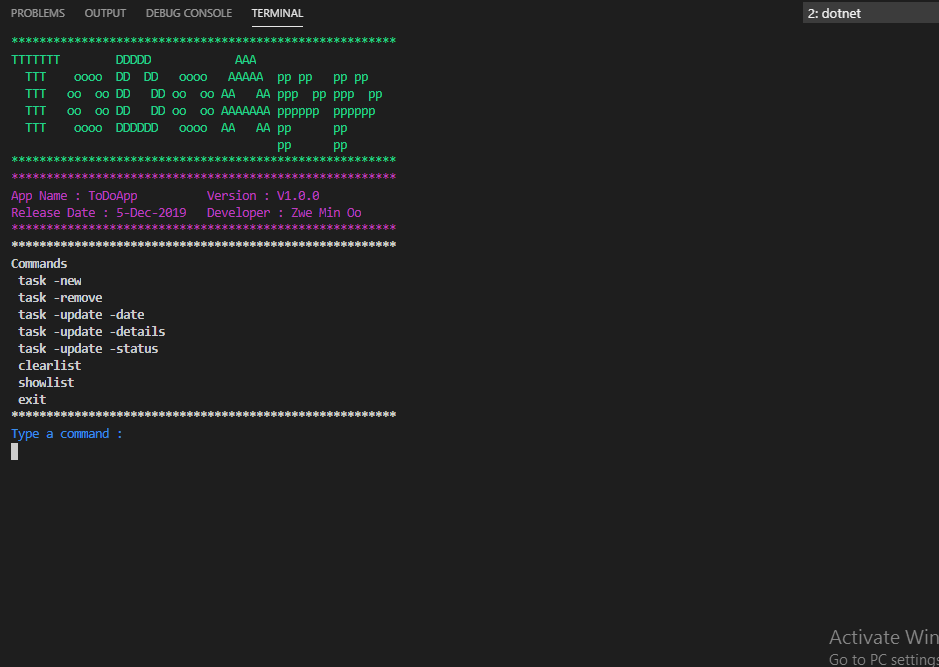 PROBLEMS OUTPUT DEBUG CONSOLE TERMINAL 2: dotnet
*******************************************************
TTTTTTT        DDDDD            AAA
  TTT    oooo  DD  DD   oooo   AAAAA  pp pp   pp pp
  TTT   oo  oo DD   DD oo  oo AA   AA ppp  pp ppp  pp
  TTT   oo  oo DD   DD oo  oo AAAAAAA pppppp  pppppp
  TTT    oooo  DDDDDD   oooo  AA   AA pp      pp
                                      pp      pp
*******************************************************
*******************************************************
App Name : ToDoApp          Version : V1.0.0
Release Date : 5-Dec-2019   Developer : Zwe Min Oo
*******************************************************
*******************************************************
Commands
 task -new
 task -remove
 task -update -date
 task -update -details
 task -update -status
 clearlist
 showlist
 exit
*******************************************************
Type a command :
Activate Win
Go to PC settings